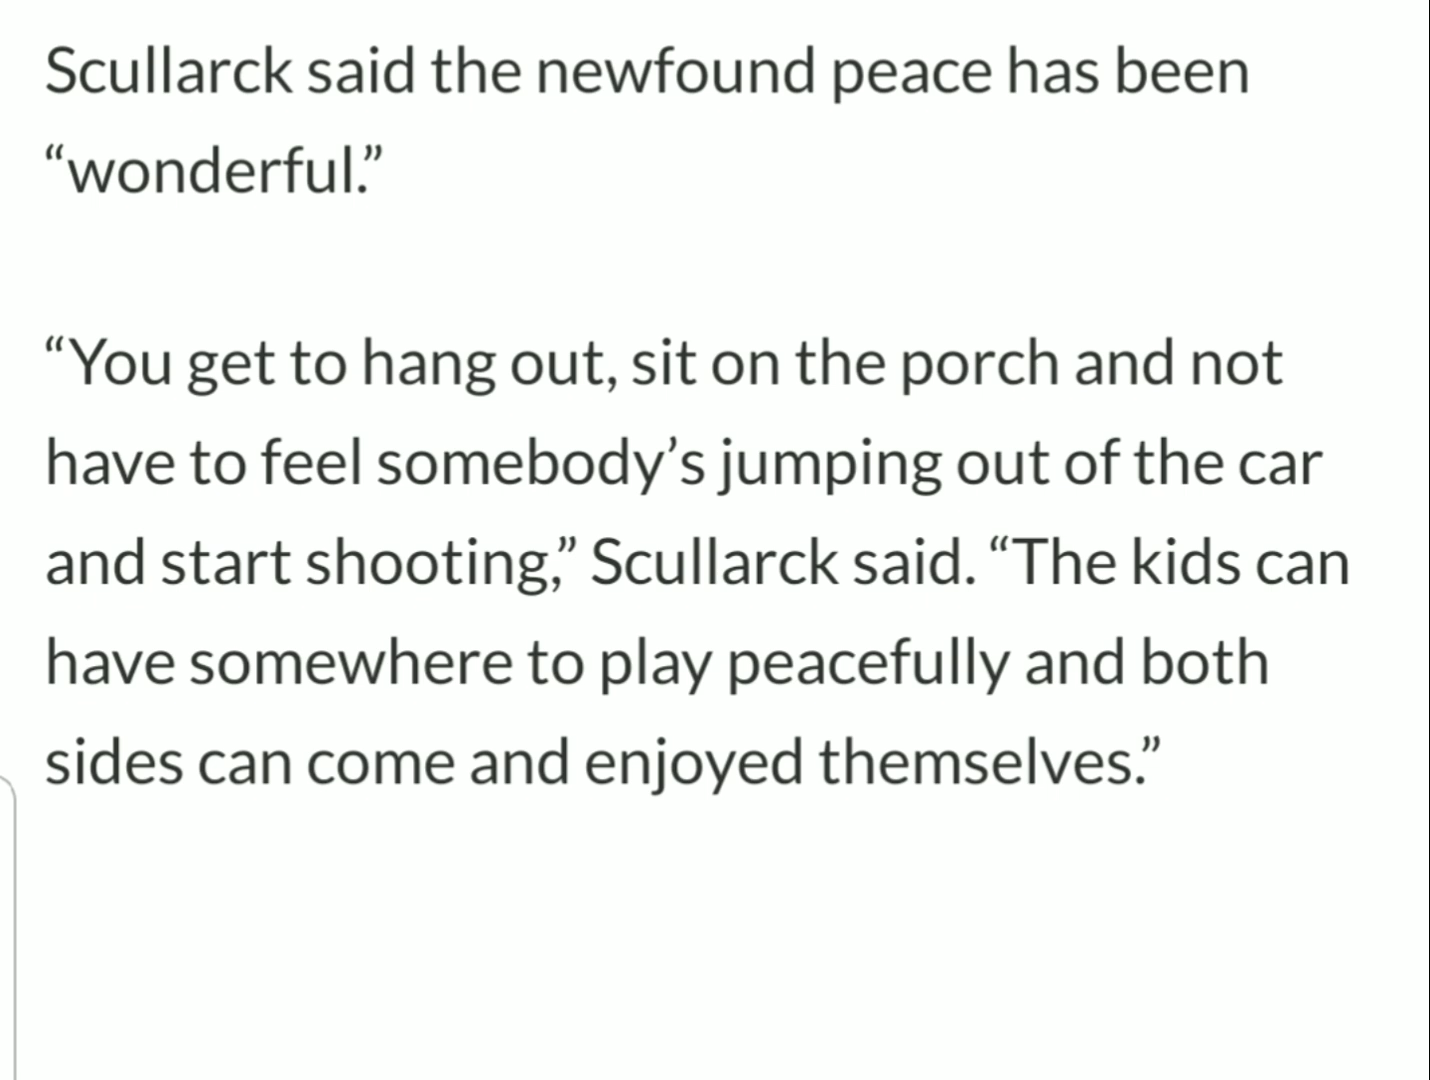 Scullarck said the newfound peace has been
“wonderful.”
“You get to hang out, sit on the porch and not
have to feel somebody’s jumping out of the car
and start shooting,” Scullarck said. “The kids can
have somewhere to play peacefully and both
sides can come and enjoyed themselves.”